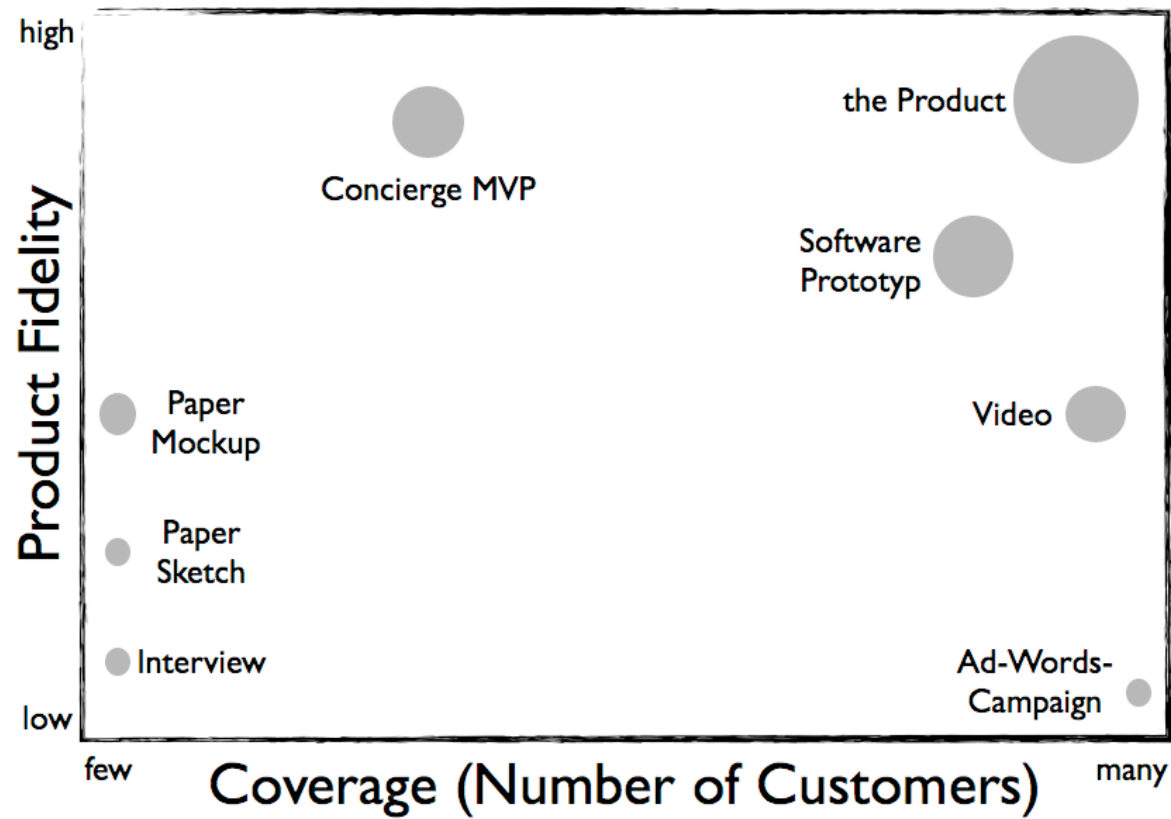 high
the Product
Concierge MVP
Software
Prototyp
Product Fidelity
Paper
Mockup
Video
Paper
Sketch
Interview
Ad-Words-
Campaign
low
few
Coverage (Number of Customers)
many